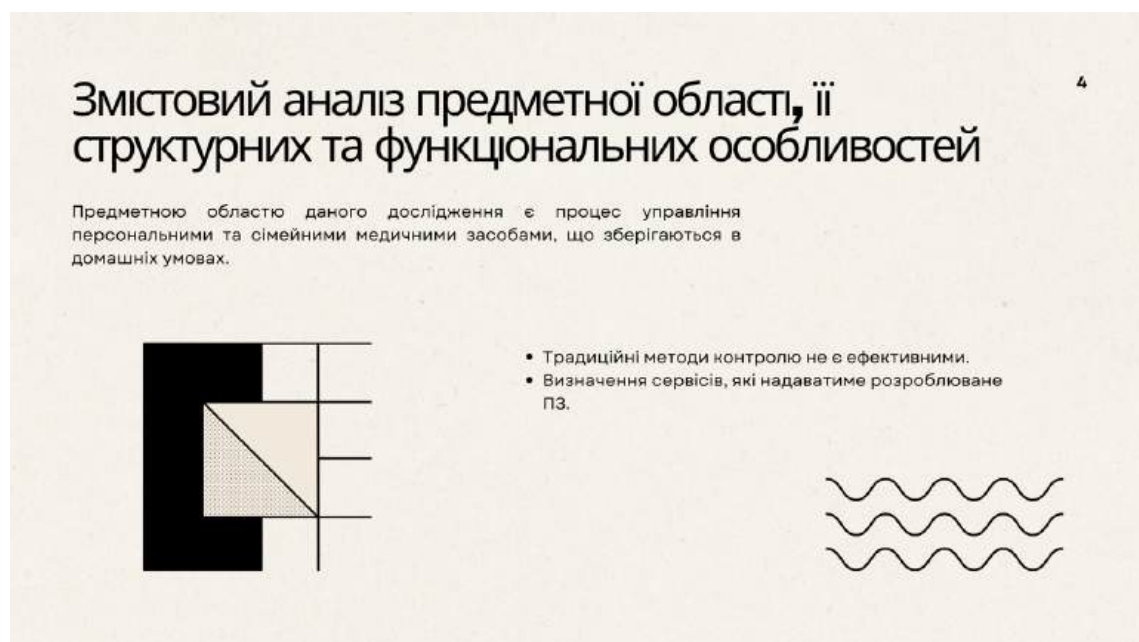 4
Змістовий аналіз предметної області, її
структурних та функціональних особливостей
Предметною областю даного дослідження є процес управління
персональними та сімейними медичними засобами, що зберігаються в
домашніх умовах.
• Традиційні методи контролю не є ефективними.
• Визначення сервісів, які надаватиме розроблюване
ПЗ.